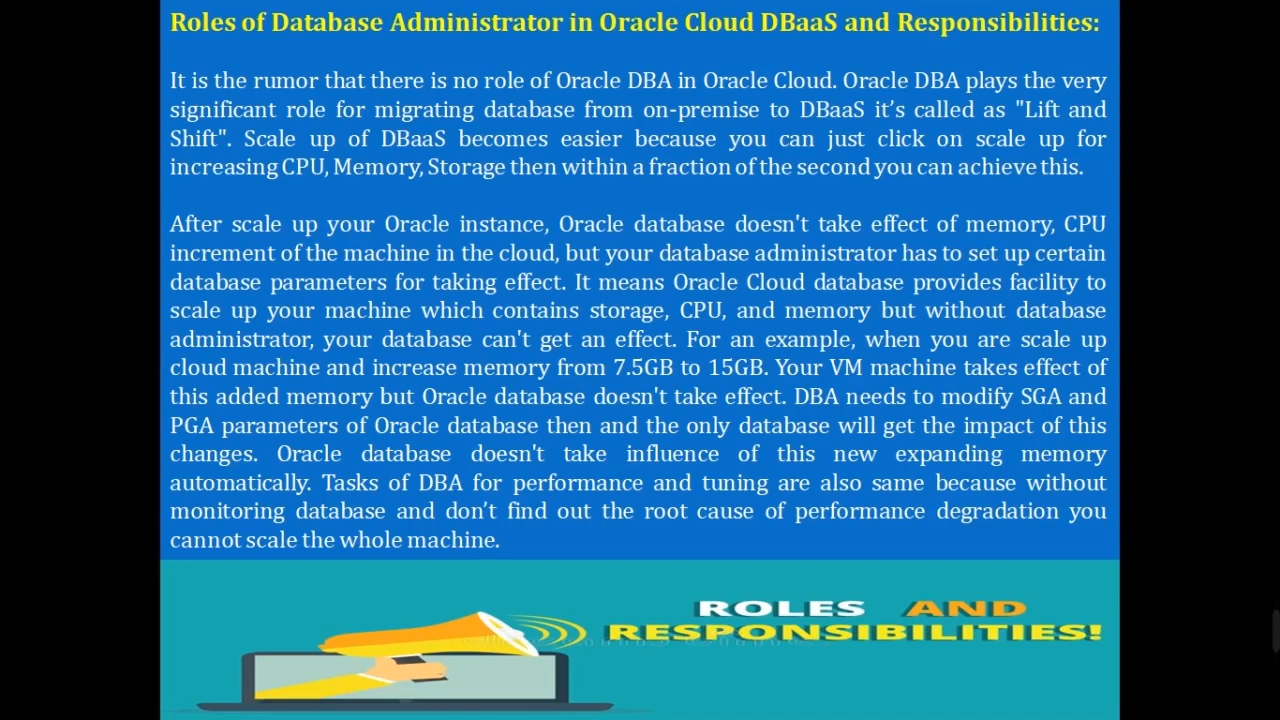 Roles of Database Administrator in Oracle Cloud DBaaS and Responsibilities:
It is the rumor that there is no role of Oracle DBA in Oracle Cloud. Oracle DBA plays the very
significant role for migrating database from on-premise to DBaaS it’s called as "Lift and
Shift". Scale up of DBaaS becomes easier because you can just click on scale up for
increasing CPU, Memory, Storage then within a fraction of the second you can achieve this.
After scale up your Oracle instance, Oracle database doesn't take effect of memory, CPU
increment of the machine in the cloud, but your database administrator has to set up certain
database parameters for taking effect. It means Oracle Cloud database provides facility to
scale up your machine which contains storage, CPU, and memory but without database
administrator, your database can't get an effect. For an example, when you are scale up
cloud machine and increase memory from 7.5GB to 15GB. Your VM machine takes effect of
this added memory but Oracle database doesn't take effect. DBA needs to modify SGA and
PGA parameters of Oracle database then and the only database will get the impact of this
changes. Oracle database doesn't take influence of this new expanding memory
automatically. Tasks of DBA for performance and tuning are also same because without
monitoring database and don’t find out the root cause of performance degradation you
cannot scale the whole machine.
ROLES AND
RESPONSIBILITIES!